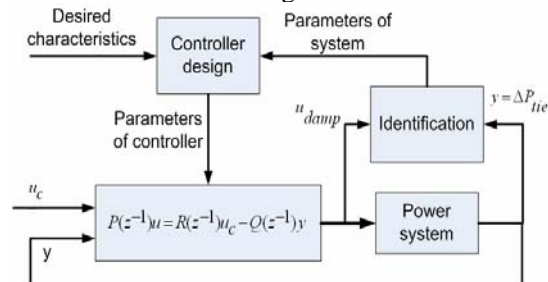 Desired
characteristics
Controller
design
Parameters of
system
Parameters
of controller
u_damp
Identification
y = ΔP_tie
u_c
y
P(z⁻¹)u = R(z⁻¹)u_c − Q(z⁻¹)y
Power
system